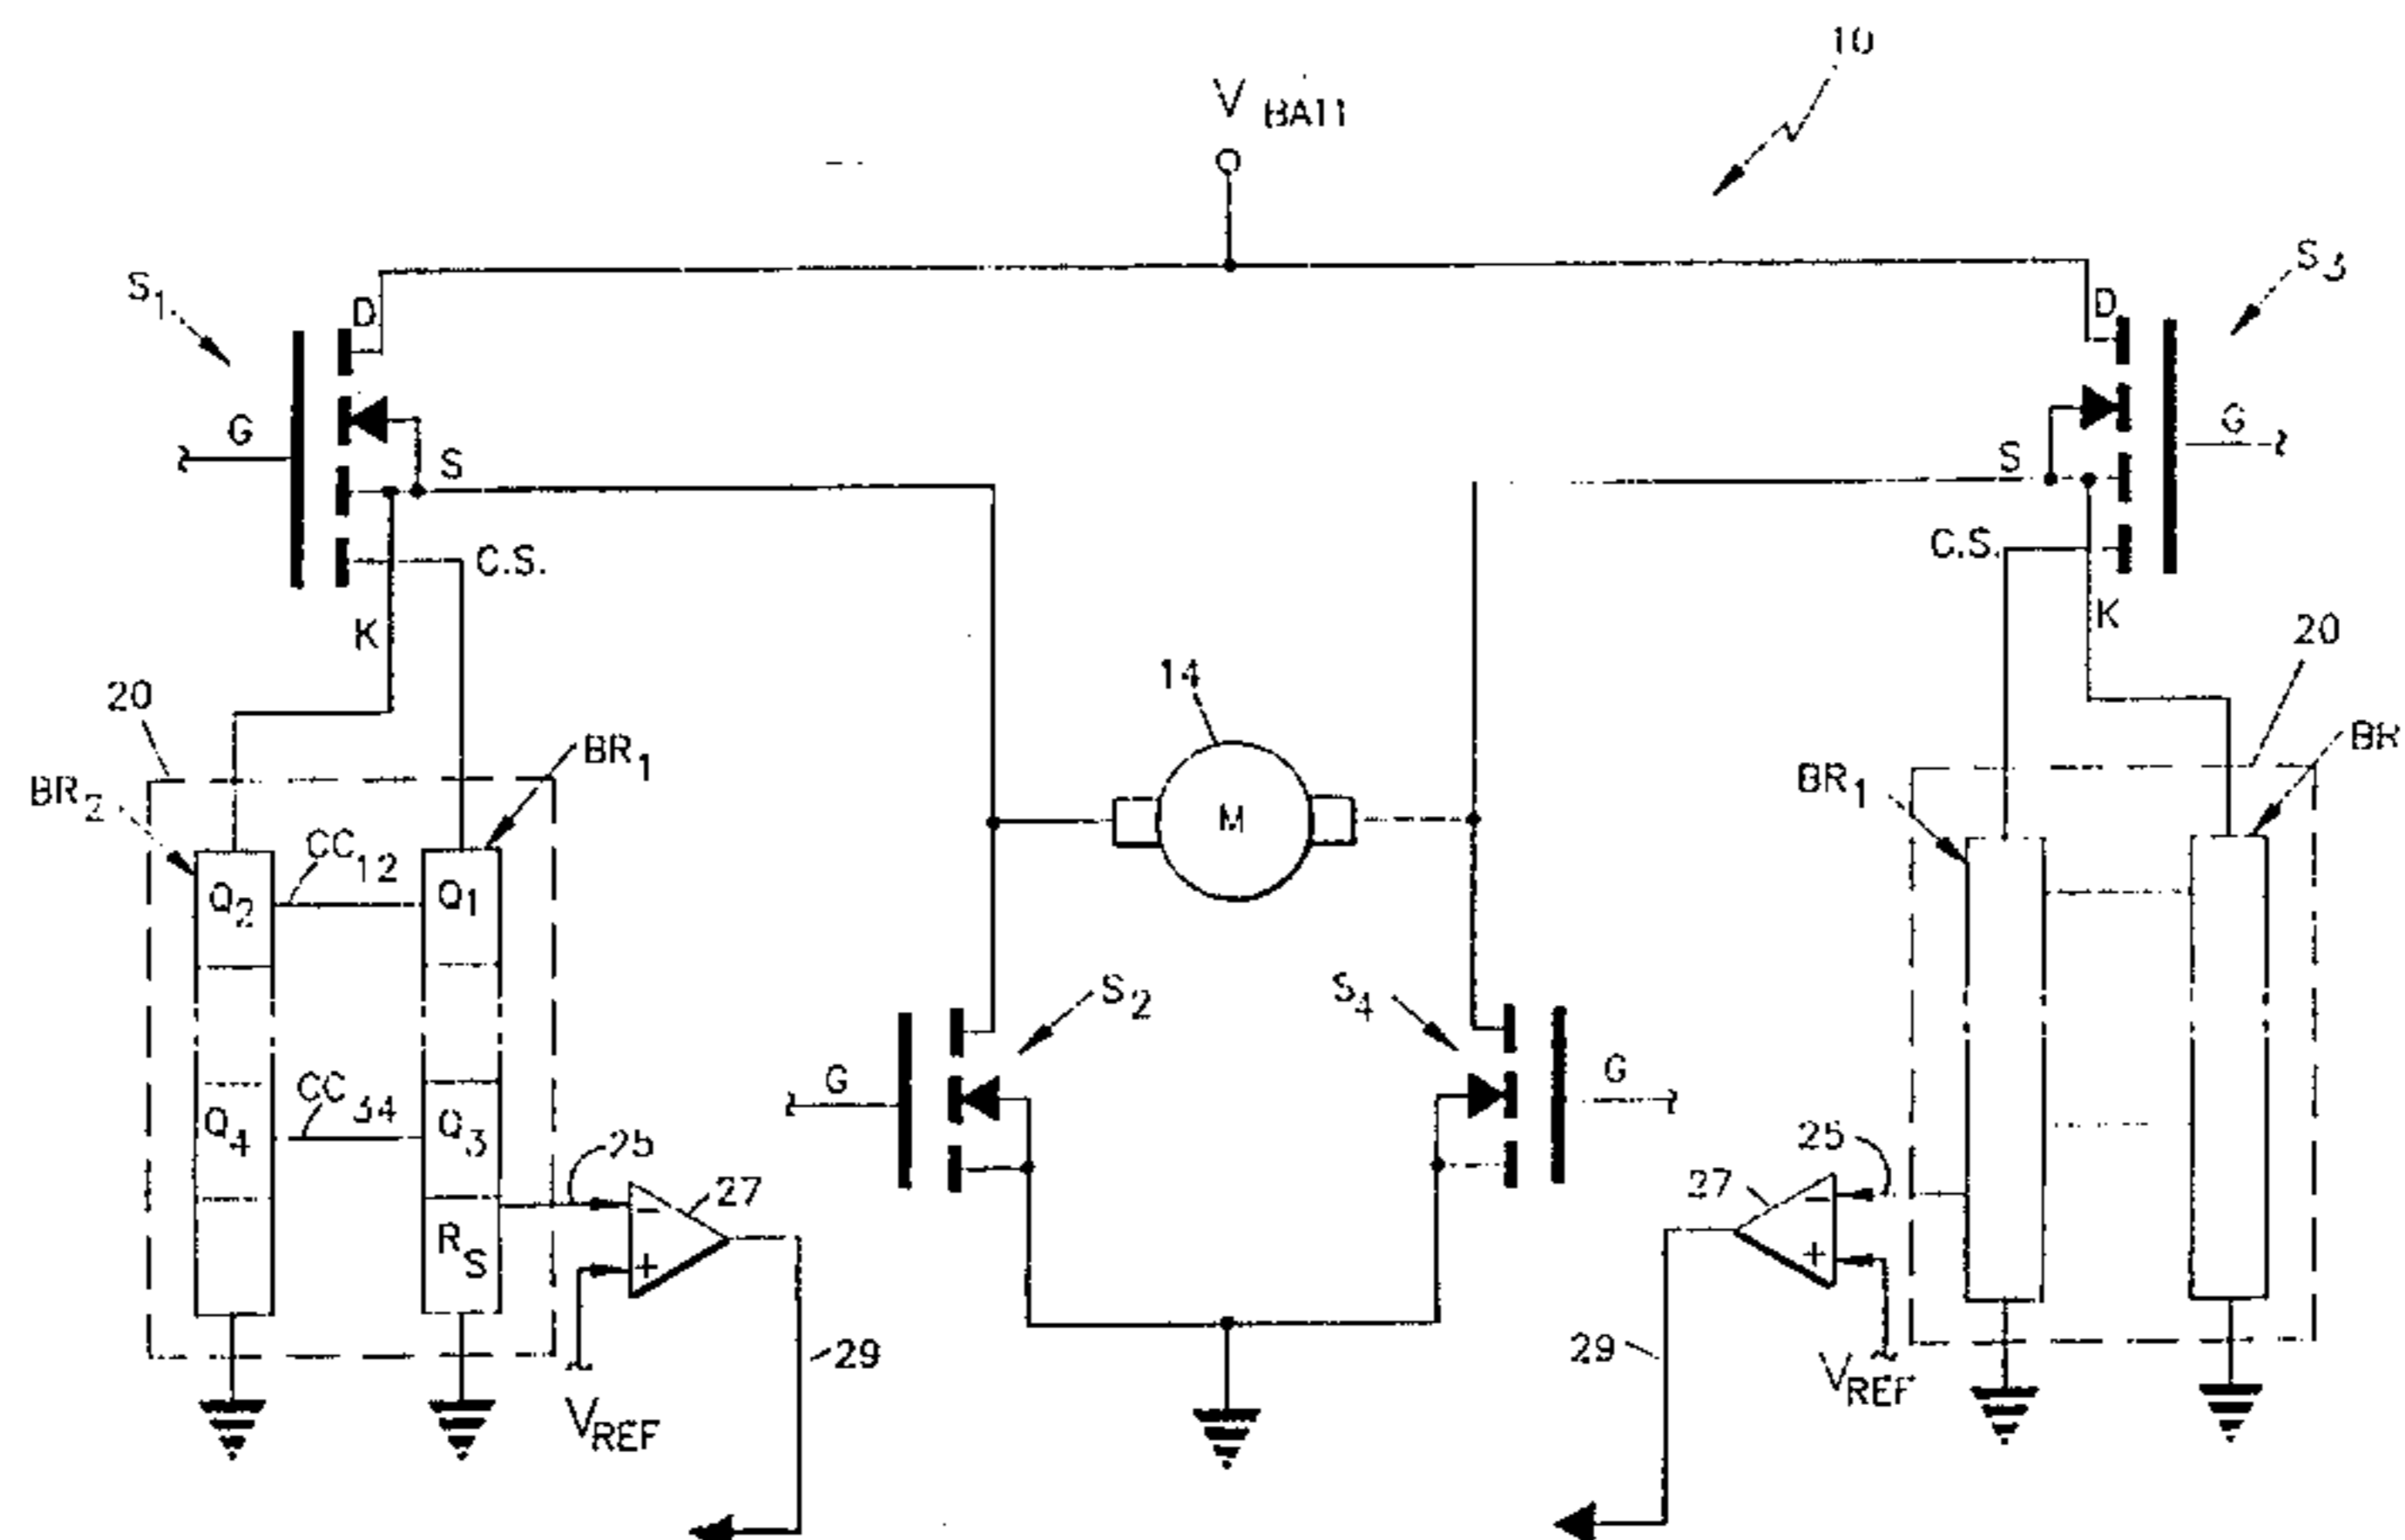 10
V BATT
S1
D
G
S
C.S.
K
S3
D
G
S
C.S.
K
20
BR2
BR1
CC12
Q2
Q1
CC34
Q4
Q3
RS
25
27
−
+
VREF
29
14
M
S2
G
S4
G
20
BR1
BR
25
27
−
+
VREF
29